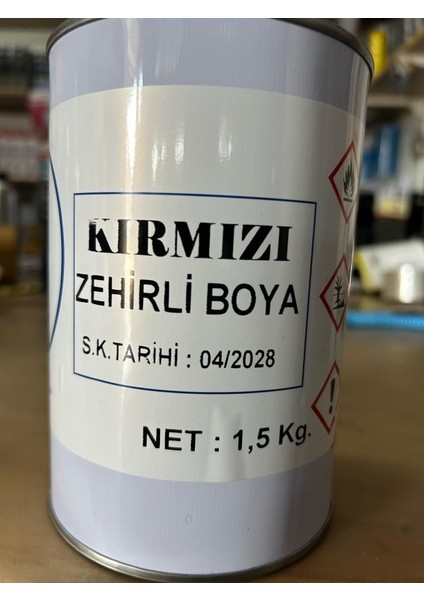 KIRMIZI
ZEHİRLİ BOYA
S.K.TARİHİ : 04/2028
NET : 1,5 Kg.